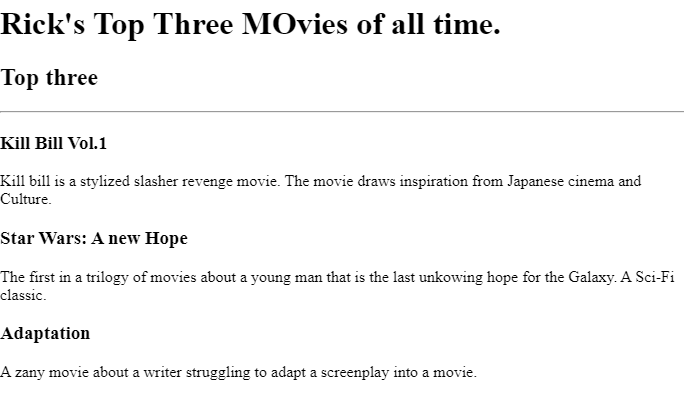 Rick's Top Three MOvies of all time.
Top three
Kill Bill Vol.1
Kill bill is a stylized slasher revenge movie. The movie draws inspiration from Japanese cinema and
Culture.
Star Wars: A new Hope
The first in a trilogy of movies about a young man that is the last unkowing hope for the Galaxy. A Sci-Fi
classic.
Adaptation
A zany movie about a writer struggling to adapt a screenplay into a movie.